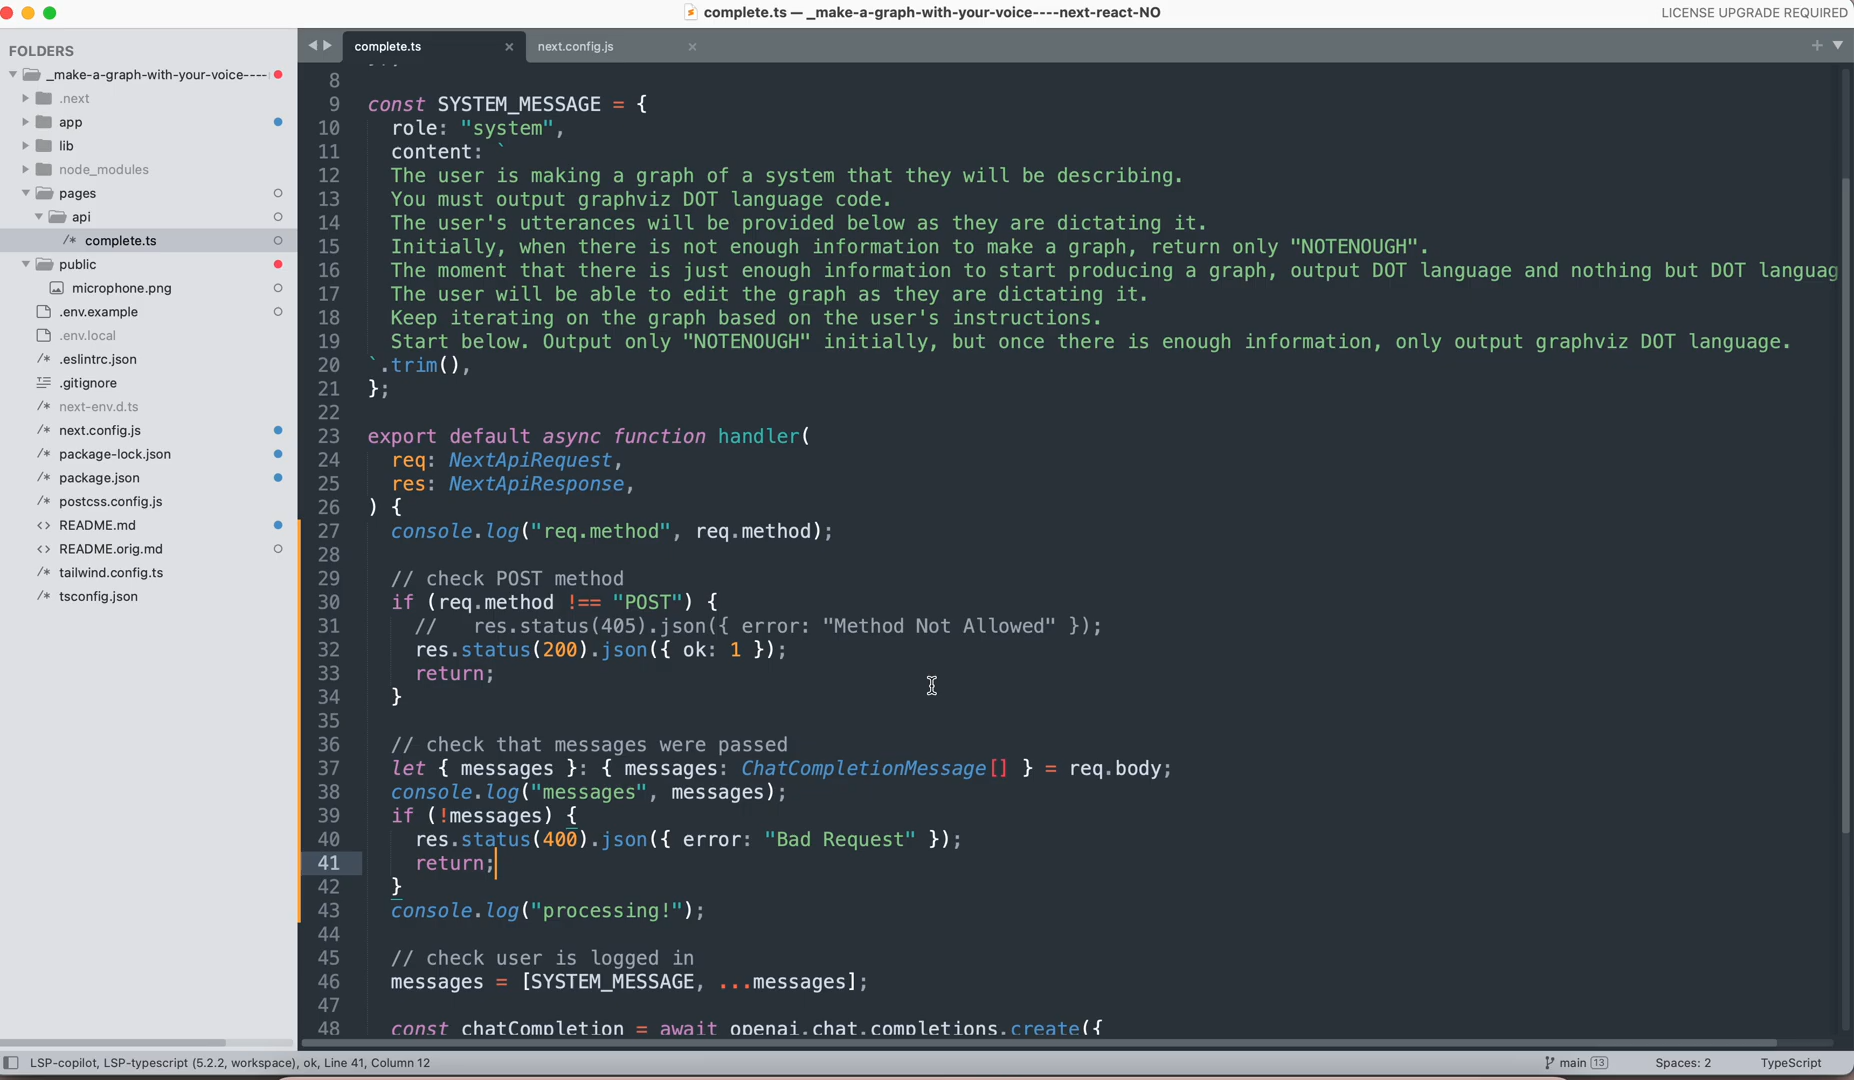 complete.ts — _make-a-graph-with-your-voice----next-react-NO
LICENSE UPGRADE REQUIRED
FOLDERS
_make-a-graph-with-your-voice----
.next
app
lib
node_modules
pages
api
/* complete.ts
public
microphone.png
.env.example
.env.local
/* .eslintrc.json
.gitignore
/* next-env.d.ts
/* next.config.js
/* package-lock.json
/* package.json
/* postcss.config.js
<> README.md
<> README.orig.md
/* tailwind.config.ts
/* tsconfig.json
complete.ts
next.config.js
8
9 const SYSTEM_MESSAGE = {
10 role: "system",
11 content: `
12 The user is making a graph of a system that they will be describing.
13 You must output graphviz DOT language code.
14 The user's utterances will be provided below as they are dictating it.
15 Initially, when there is not enough information to make a graph, return only "NOTENOUGH".
16 The moment that there is just enough information to start producing a graph, output DOT language and nothing but DOT languag
17 The user will be able to edit the graph as they are dictating it.
18 Keep iterating on the graph based on the user's instructions.
19 Start below. Output only "NOTENOUGH" initially, but once there is enough information, only output graphviz DOT language.
20 `.trim(),
21 };
22
23 export default async function handler(
24 req: NextApiRequest,
25 res: NextApiResponse,
26 ) {
27 console.log("req.method", req.method);
28
29 // check POST method
30 if (req.method !== "POST") {
31 //   res.status(405).json({ error: "Method Not Allowed" });
32 res.status(200).json({ ok: 1 });
33 return;
34 }
35
36 // check that messages were passed
37 let { messages }: { messages: ChatCompletionMessage[] } = req.body;
38 console.log("messages", messages);
39 if (!messages) {
40 res.status(400).json({ error: "Bad Request" });
41 return;
42 }
43 console.log("processing!");
44
45 // check user is logged in
46 messages = [SYSTEM_MESSAGE, ...messages];
47
48 const chatCompletion = await openai.chat.completions.create({
LSP-copilot, LSP-typescript (5.2.2, workspace), ok, Line 41, Column 12
main 13
Spaces: 2
TypeScript